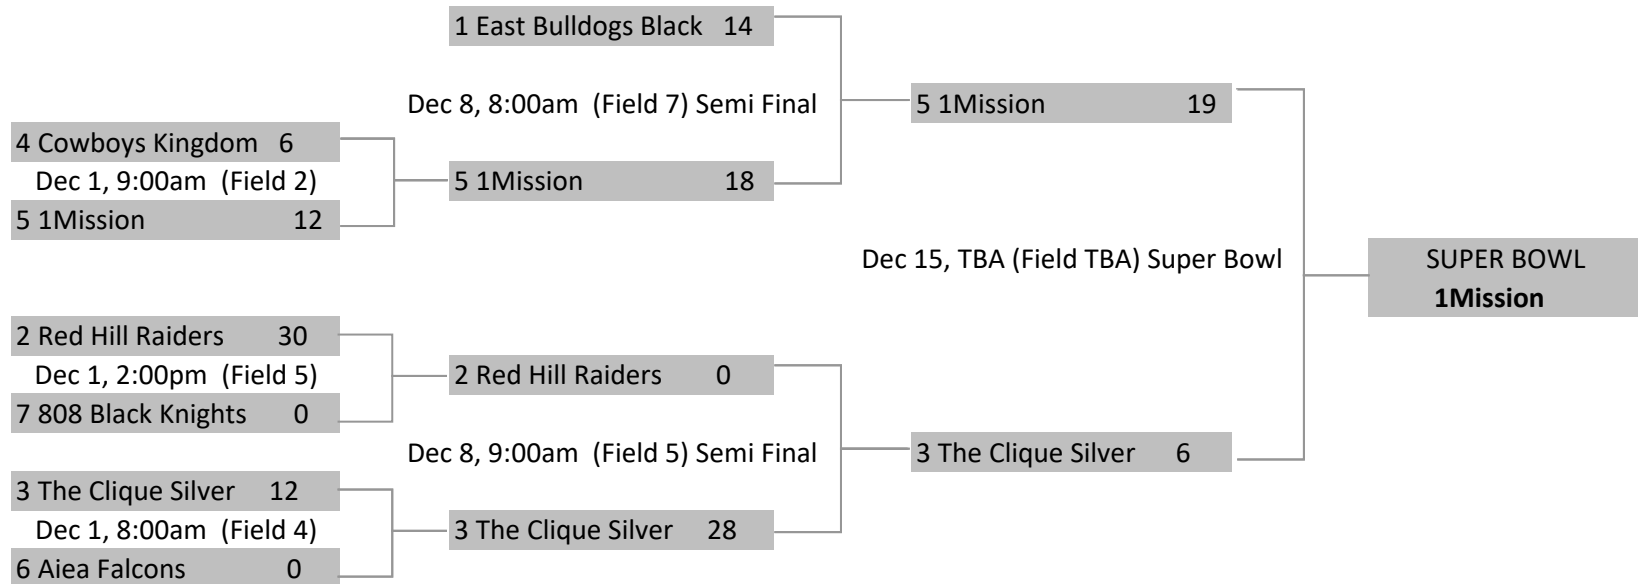 1 East Bulldogs Black 14
Dec 8, 8:00am (Field 7) Semi Final
5 1Mission 19
4 Cowboys Kingdom 6
Dec 1, 9:00am (Field 2)
5 1Mission 18
5 1Mission 12
Dec 15, TBA (Field TBA) Super Bowl
SUPER BOWL
1Mission
2 Red Hill Raiders 30
Dec 1, 2:00pm (Field 5)
2 Red Hill Raiders 0
7 808 Black Knights 0
Dec 8, 9:00am (Field 5) Semi Final
3 The Clique Silver 6
3 The Clique Silver 12
Dec 1, 8:00am (Field 4)
3 The Clique Silver 28
6 Aiea Falcons 0